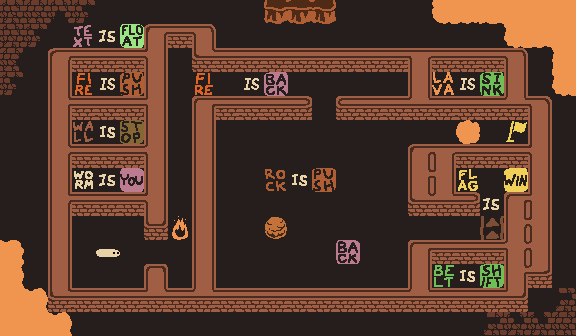 TEXT IS FLOAT
FIRE IS PUSH
FIRE IS BACK
LAVA IS SINK
WALL IS STOP
WORM IS YOU
ROCK IS PUSH
FLAG WIN
IS
BACK
BELT IS SHIFT